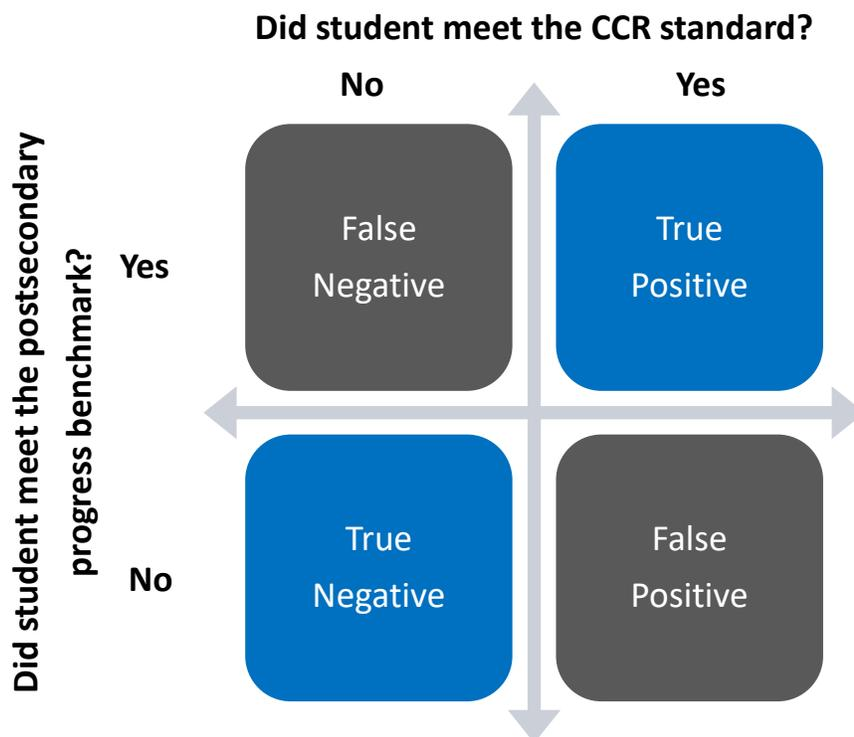 Did student meet the CCR standard?
No
Yes
Did student meet the postsecondary
progress benchmark?
Yes
False
Negative
True
Positive
No
True
Negative
False
Positive